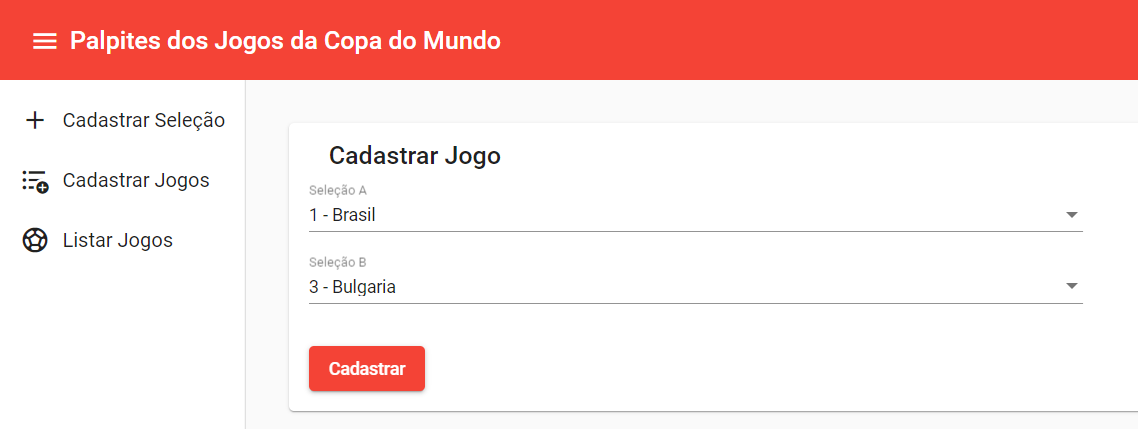 Palpites dos Jogos da Copa do Mundo
Cadastrar Seleção
Cadastrar Jogos
Listar Jogos
Cadastrar Jogo
Seleção A
1 - Brasil
Seleção B
3 - Bulgaria
Cadastrar